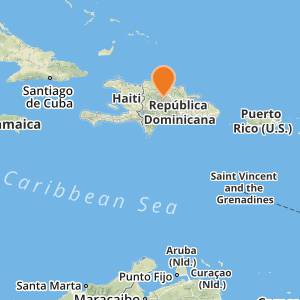 Santiago
de Cuba
Haiti
República
Dominicana
Puerto
Rico (U.S.)
amaica
Saint Vincent
and the
Grenadines
Caribbean Sea
Aruba
(Nld.)
Punto Fijo
Curaçao
(Nld.)
Santa Marta
Maracaibo
Carac